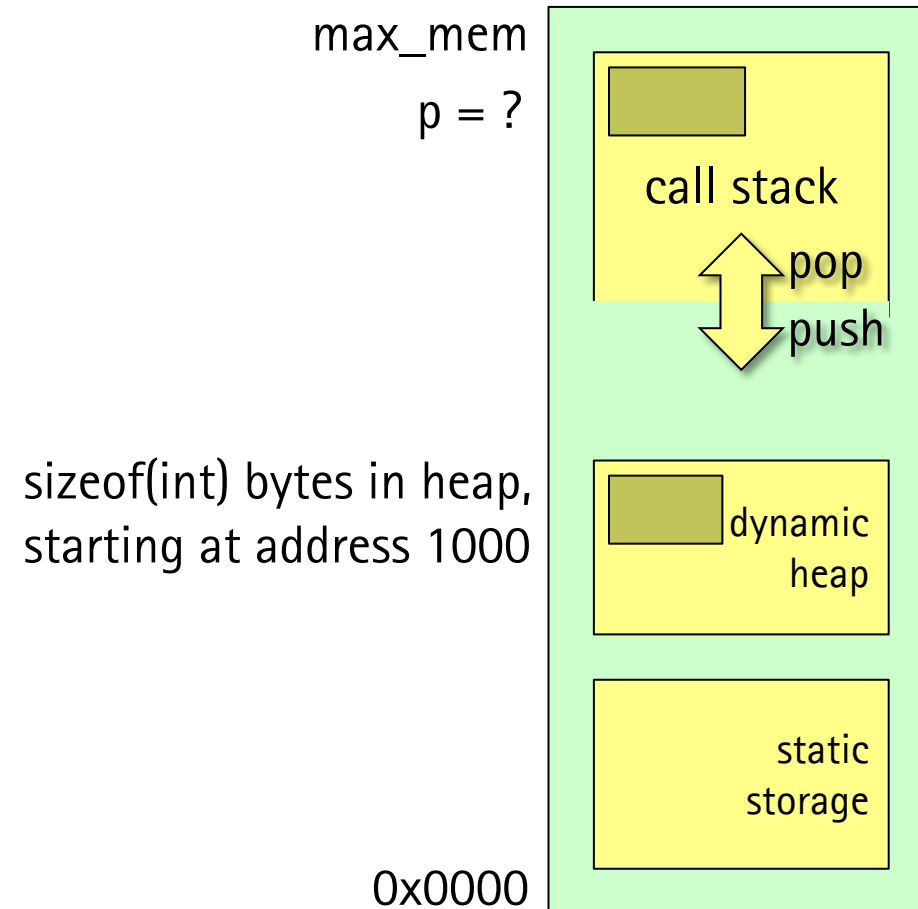 max_mem
p = ?
call stack
pop
push
sizeof(int) bytes in heap,
starting at address 1000
dynamic
heap
static
storage
0x0000